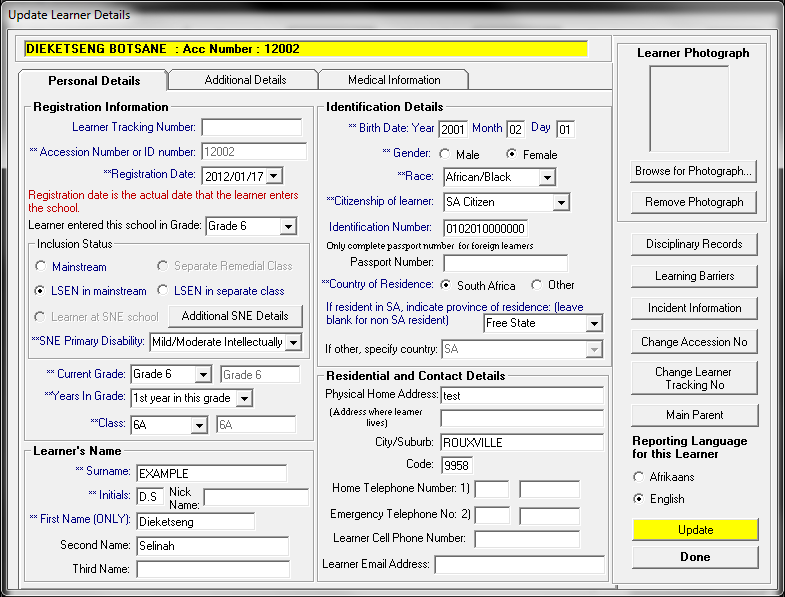 Update Learner Details
DIEKETSENG BOTSANE : Acc Number : 12002
Personal Details
Additional Details
Medical Information
Registration Information
Learner Tracking Number:
** Accession Number or ID number: 12002
**Registration Date: 2012/01/17
Registration date is the actual date that the learner enters
the school.
Learner entered this school in Grade: Grade 6
Inclusion Status
Mainstream
Separate Remedial Class
LSEN in mainstream
LSEN in separate class
Learner at SNE school
Additional SNE Details
**SNE Primary Disability: Mild/Moderate Intellectually
** Current Grade: Grade 6 Grade 6
**Years In Grade: 1st year in this grade
**Class: 6A 6A
Learner's Name
** Surname: EXAMPLE
** Initials: D.S Nick
Name:
** First Name (ONLY): Dieketseng
Second Name: Selinah
Third Name:
Identification Details
** Birth Date: Year 2001 Month 02 Day 01
** Gender: Male Female
**Race: African/Black
**Citizenship of learner: SA Citizen
Identification Number: 0102010000000
Only complete passport number for foreign learners
Passport Number:
**Country of Residence: South Africa Other
If resident in SA, indicate province of residence: (leave
blank for non SA resident) Free State
If other, specify country: SA
Residential and Contact Details
Physical Home Address: test
(Address where learner
lives)
City/Suburb: ROUXVILLE
Code: 9958
Home Telephone Number: 1)
Emergency Telephone No: 2)
Learner Cell Phone Number:
Learner Email Address:
Learner Photograph
Browse for Photograph...
Remove Photograph
Disciplinary Records
Learning Barriers
Incident Information
Change Accession No
Change Learner
Tracking No
Main Parent
Reporting Language
for this Learner
Afrikaans
English
Update
Done